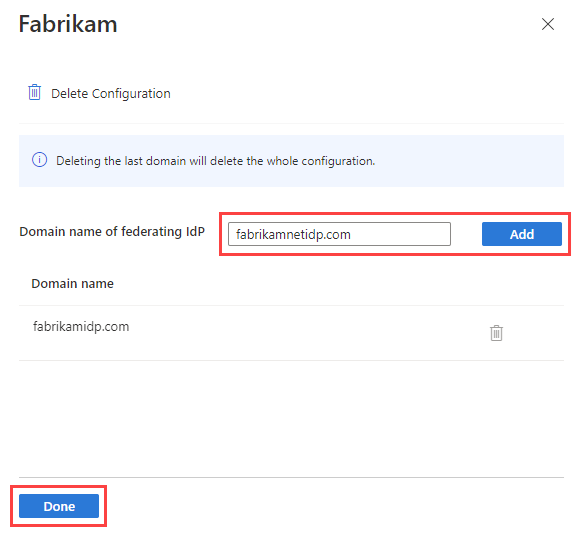 Fabrikam
Delete Configuration
Deleting the last domain will delete the whole configuration.
Domain name of federating IdP fabrikamnetidp.com Add
Domain name
fabrikamidp.com
Done